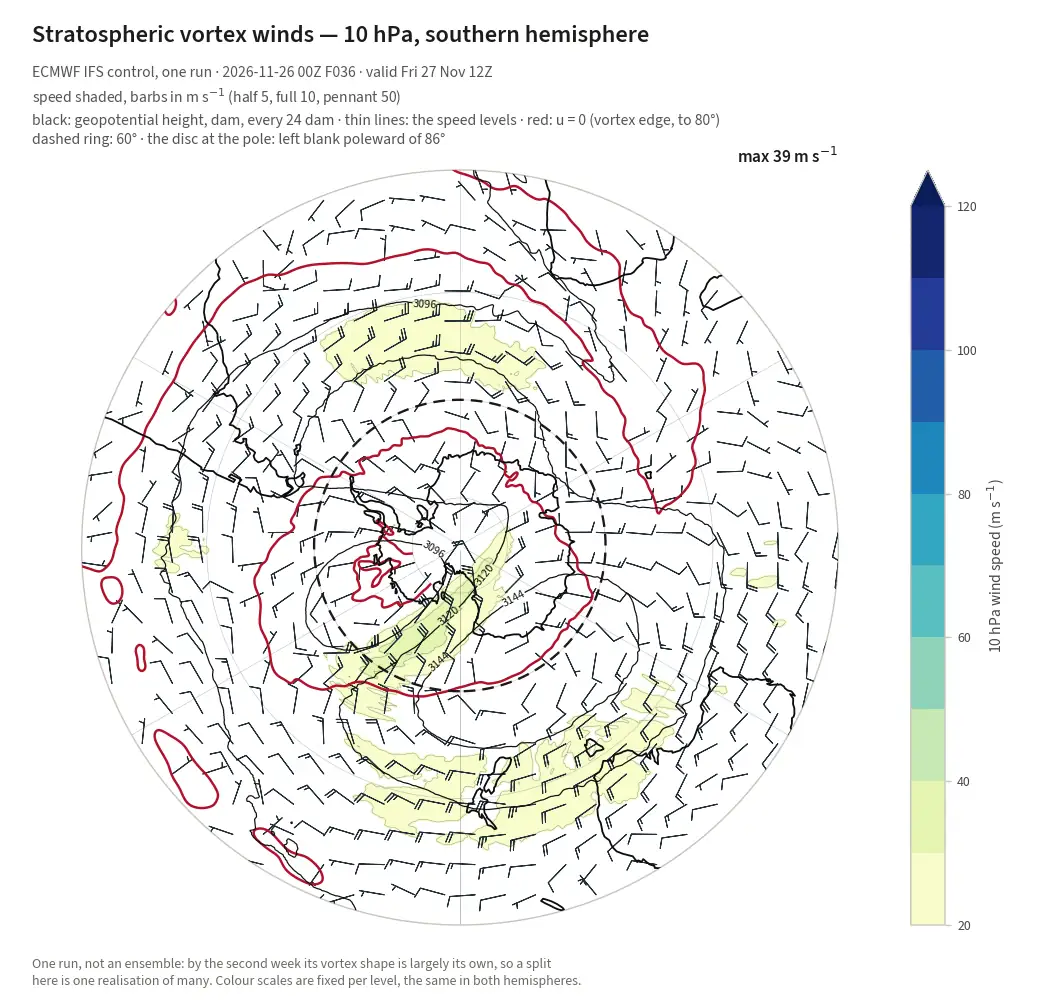 Stratospheric vortex winds — 10 hPa, southern hemisphere
ECMWF IFS control, one run · 2026-11-26 00Z F036 · valid Fri 27 Nov 12Z
speed shaded, barbs in m s⁻¹ (half 5, full 10, pennant 50)
black: geopotential height, dam, every 24 dam · thin lines: the speed levels · red: u = 0 (vortex edge, to 80°)
dashed ring: 60° · the disc at the pole: left blank poleward of 86°
max 39 m s⁻¹
120
100
80
60
40
20
10 hPa wind speed (m s⁻¹)
3096
3096
3120
3144
3120
3144
One run, not an ensemble: by the second week its vortex shape is largely its own, so a split
here is one realisation of many. Colour scales are fixed per level, the same in both hemispheres.